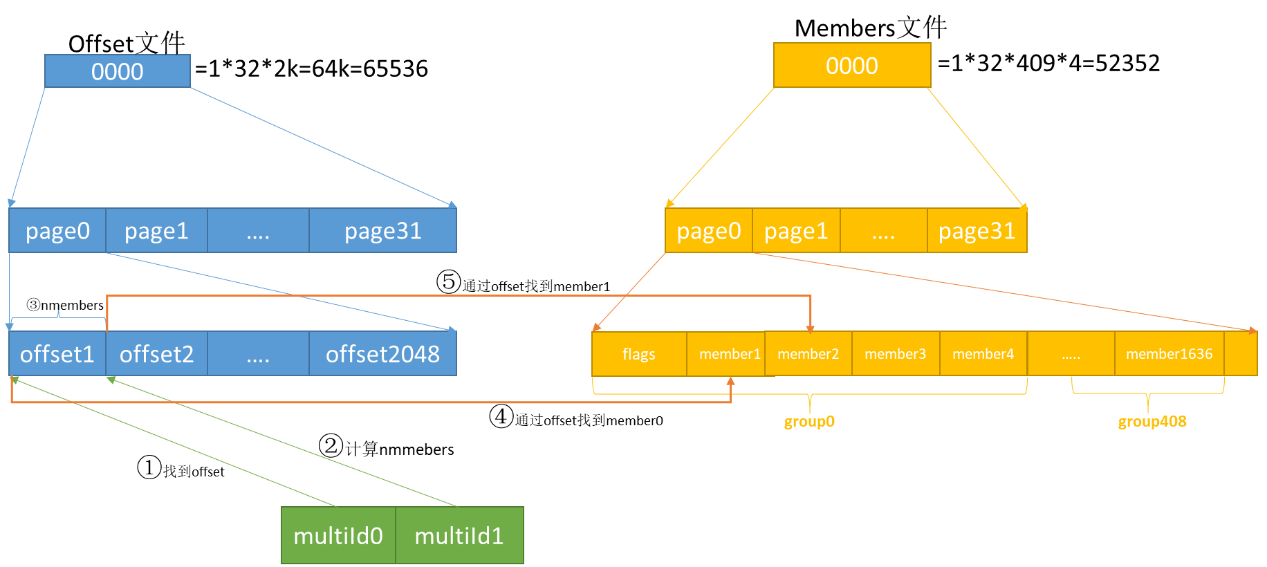 Offset文件
0000
=1*32*2k=64k=65536
Members文件
0000
=1*32*409*4=52352
page0
page1
....
page31
page0
page1
....
page31
③nmembers
⑤通过offset找到member1
offset1
offset2
....
offset2048
flags
member1
member2
member3
member4
.....
member1636
④通过offset找到member0
group0
group408
②计算nmmebers
①找到offset
multiId0
multiId1